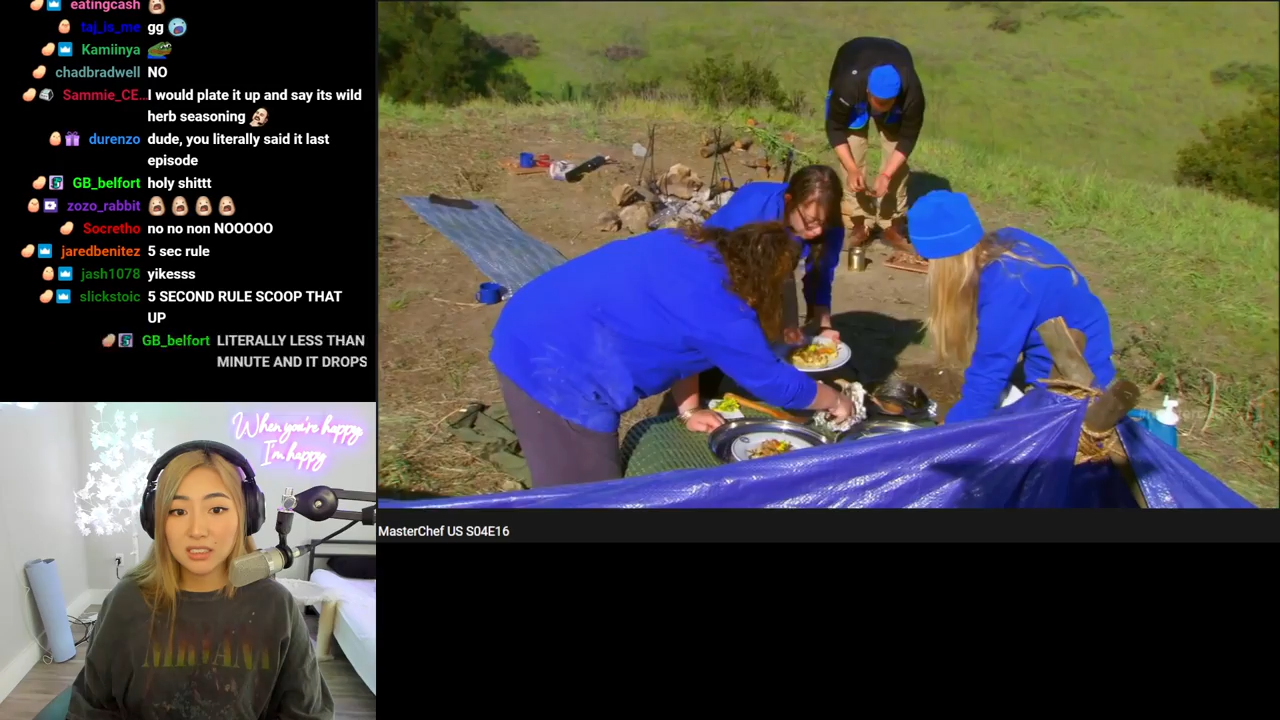 eatingcash
taj_is_me gg
Kamiinya
chadbradwell NO
Sammie_CE... I would plate it up and say its wild
herb seasoning
durenzo dude, you literally said it last
episode
GB_belfort holy shittt
zozo_rabbit
Socretho no no non NOOOOO
jaredbenitez 5 sec rule
jash1078 yikesss
slickstoic 5 SECOND RULE SCOOP THAT
UP
GB_belfort LITERALLY LESS THAN
MINUTE AND IT DROPS
When you're happy,
I'm happy
NIRVANA
MasterChef US S04E16